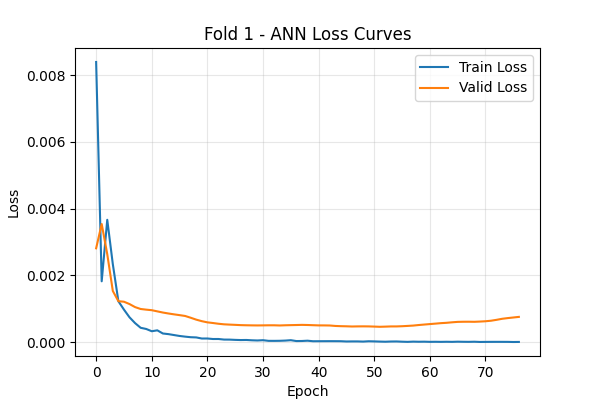 Fold 1 - ANN Loss Curves
Train Loss
Valid Loss
0.008
0.006
0.004
0.002
0.000
Loss
0 10 20 30 40 50 60 70
Epoch